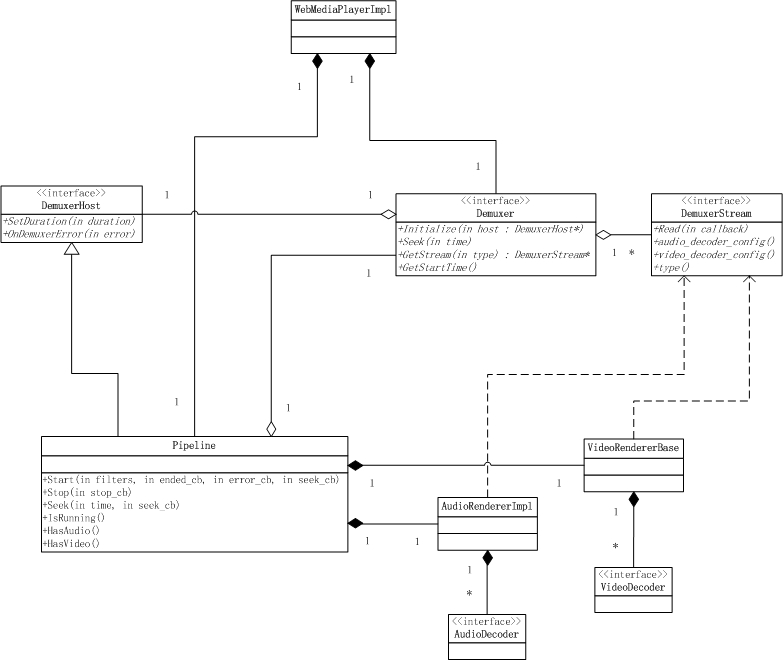 WebMediaPlayerImpl
1
1
1
1
<<interface>>
DemuxerHost
+SetDuration(in duration)
+OnDemuxerError(in error)
1
1
<<interface>>
Demuxer
+Initialize(in host : DemuxerHost*)
+Seek(in time)
+GetStream(in type) : DemuxerStream*
+GetStartTime()
1
*
<<interface>>
DemuxerStream
+Read(in callback)
+audio_decoder_config()
+video_decoder_config()
+type()
1
1
Pipeline
+Start(in filters, in ended_cb, in error_cb, in seek_cb)
+Stop(in stop_cb)
+Seek(in time, in seek_cb)
+IsRunning()
+HasAudio()
+HasVideo()
1
1
VideoRendererBase
1
1
AudioRendererImpl
1
*
<<interface>>
VideoDecoder
1
*
<<interface>>
AudioDecoder